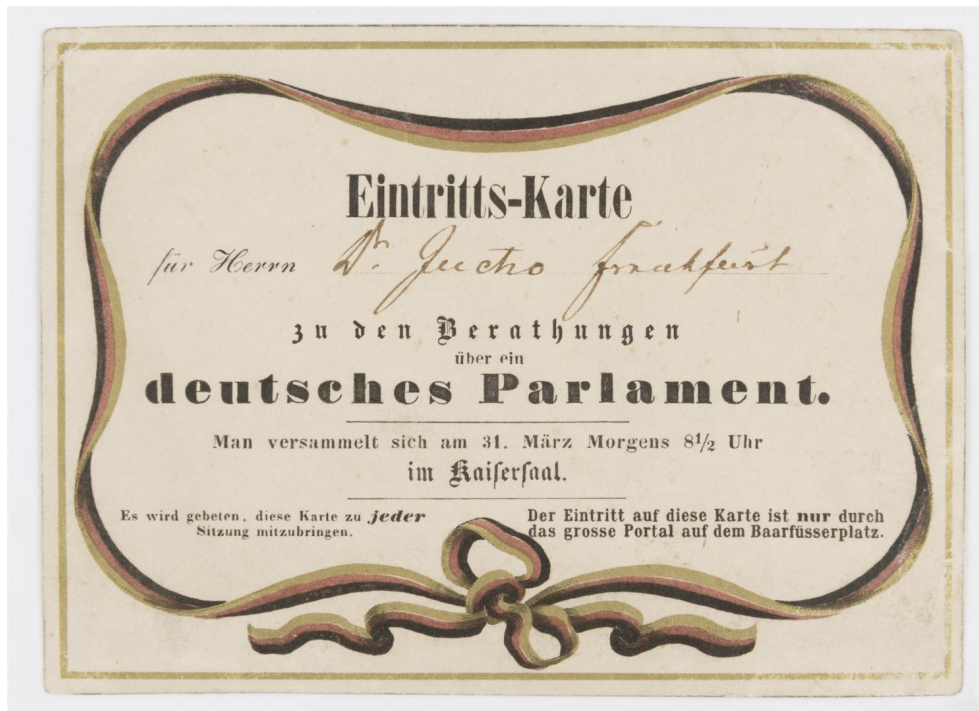 Eintritts-Karte
für Herrn Dr. Jucho Frankfurt
zu den Berathungen
über ein
deutsches Parlament.
Man versammelt sich am 31. März Morgens 8½ Uhr
im Kaiſerſaal.
Es wird gebeten, diese Karte zu jeder
Sitzung mitzubringen.
Der Eintritt auf diese Karte ist nur durch
das grosse Portal auf dem Baarfüsserplatz.